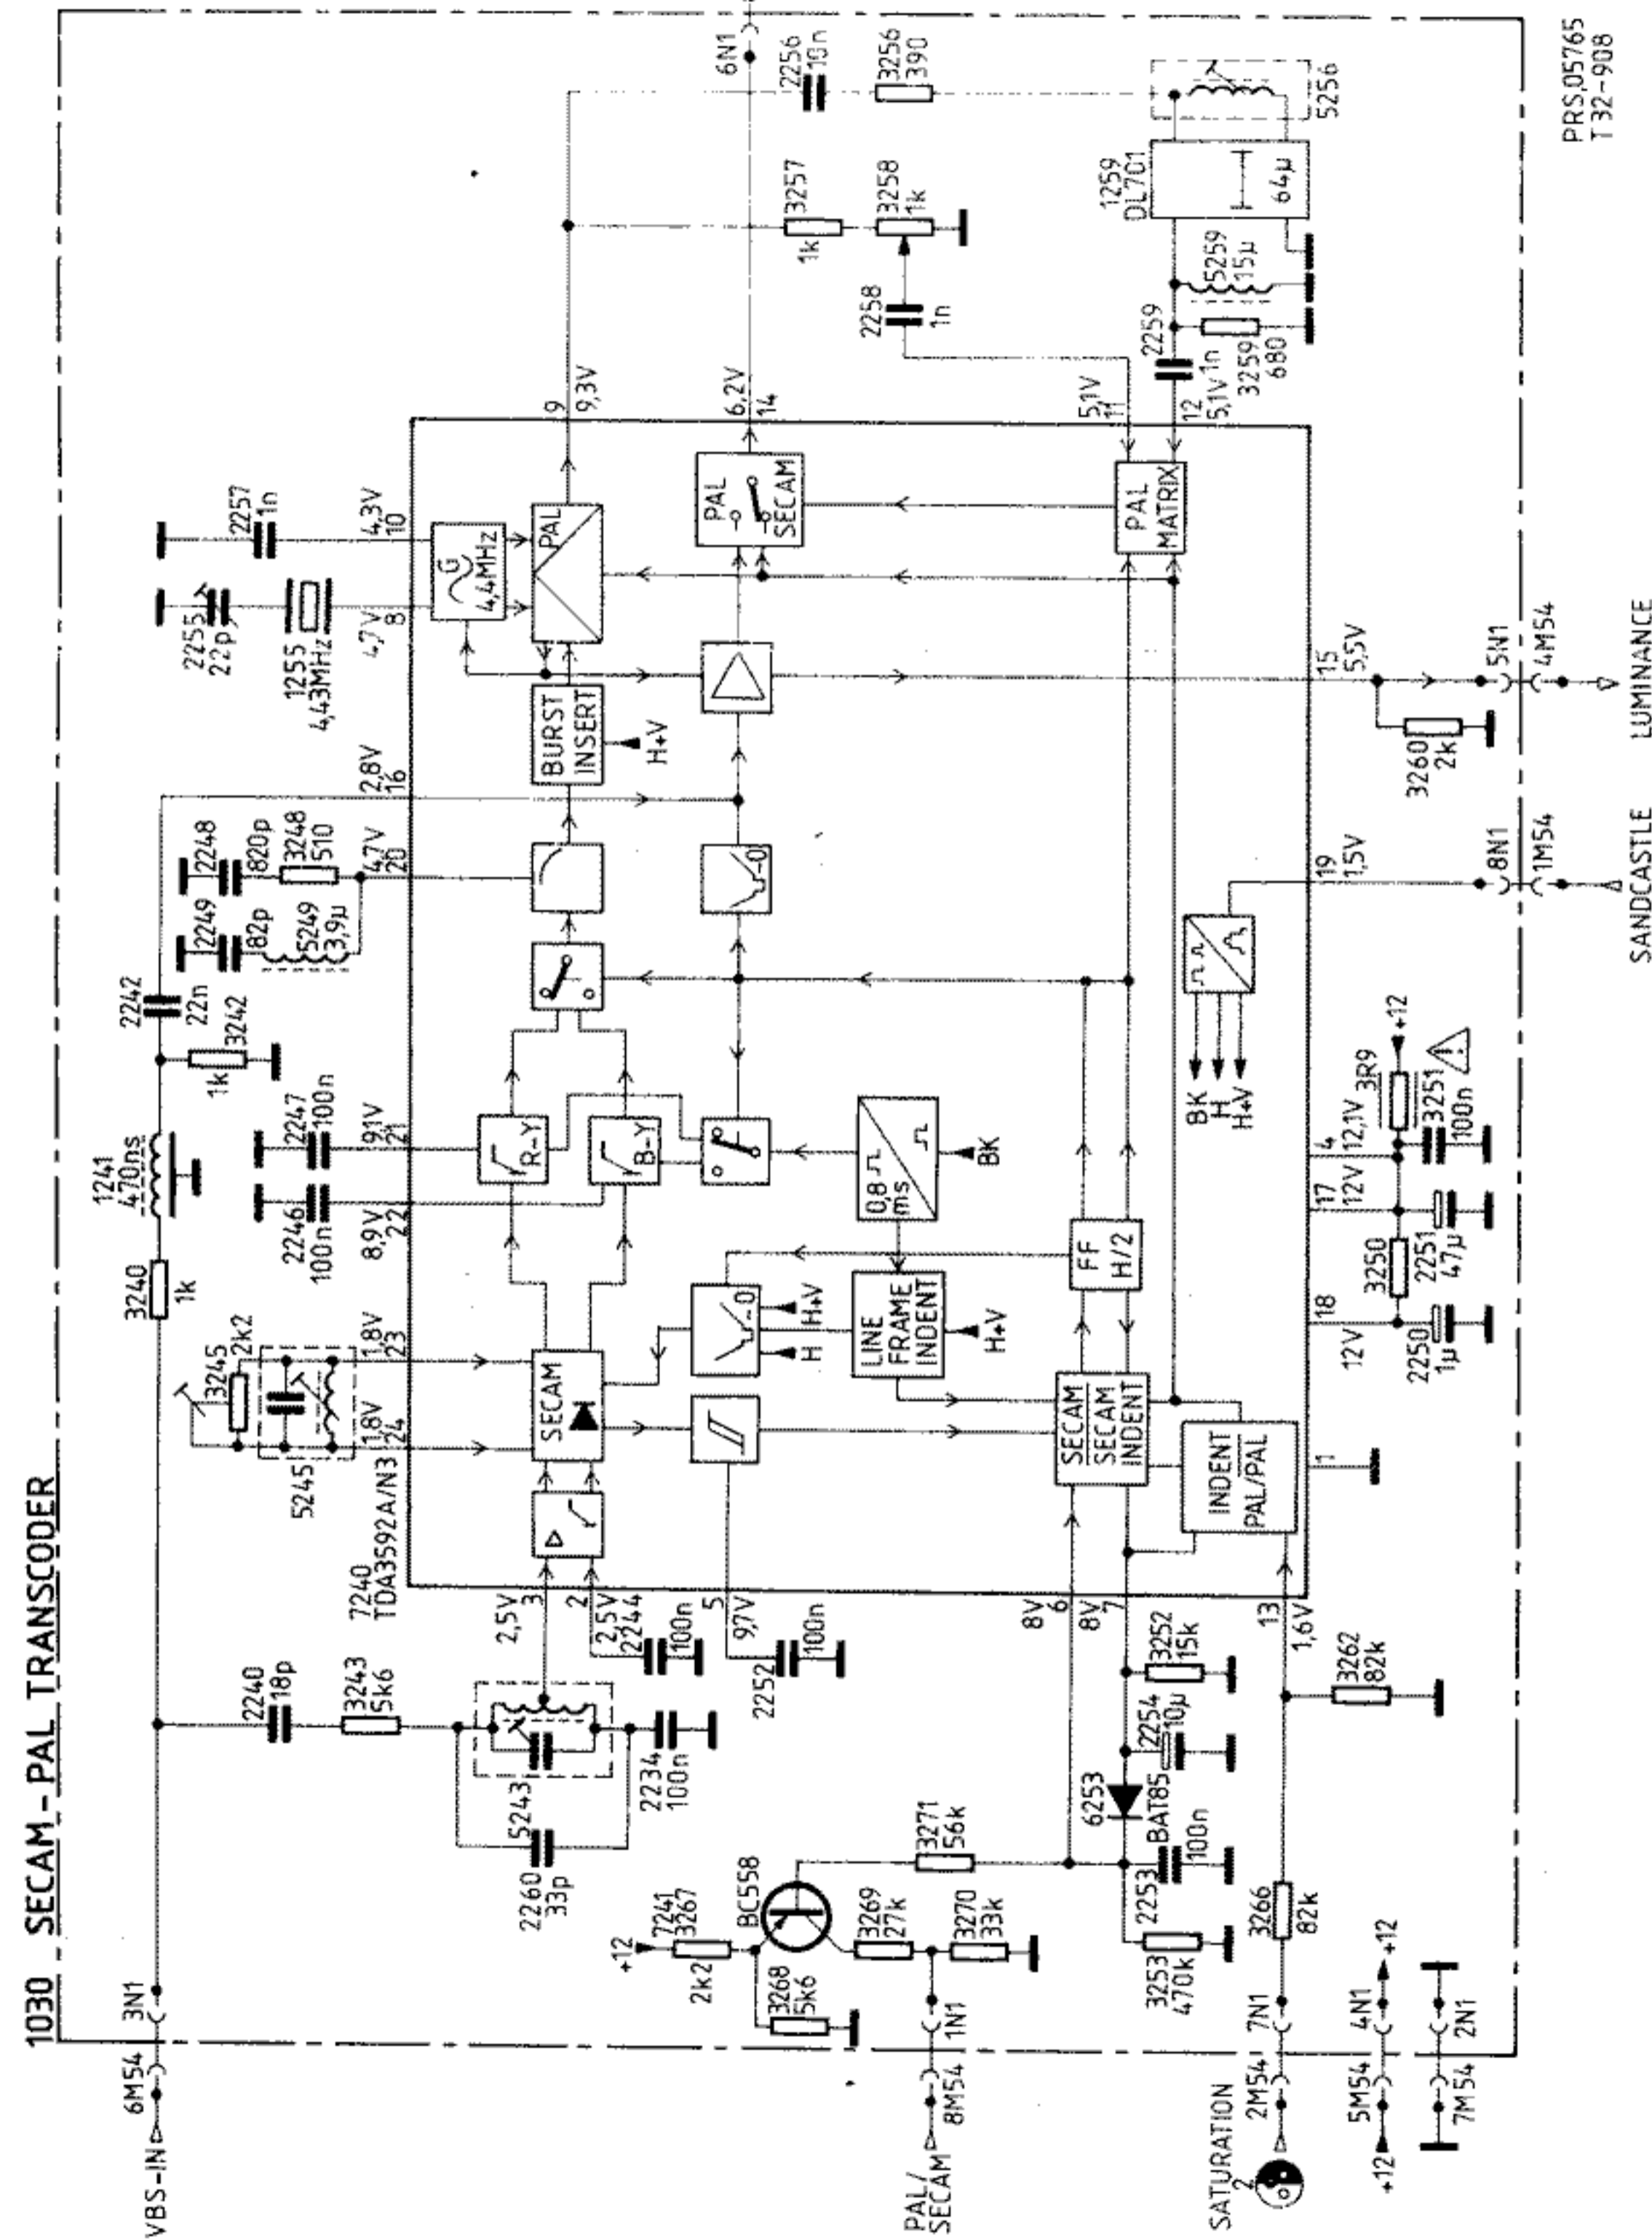 1030 SECAM-PAL TRANSCODER
VBS-IN
6M54
3N1
2240
18p
3243
5k6
2260
33p
5243
2234
100n
3240
1k
1241
470ns
3242
1k
2242
22n
5245
3245
2k2
1,8V
24
1,8V
23
2246
100n
8,9V
22
2247
100n
9,1V
21
2249
82p
5249
3,9µ
2248
820p
3248
510
4,7V
20
2,8V
16
2255
22p
1255
4,43MHz
4,7V
8
2257
1n
4,3V
10
7240
TDA3592A/N3
2,5V
3
2
2,5V
2244
100n
5
9,7V
2252
100n
SECAM
R-Y
B-Y
BURST
INSERT
H+V
G
4,4MHz
PAL
9
9,3V
PAL
SECAM
6,2V
14
6N1
2256
10n
3256
390
3257
1k
3258
1k
2258
1n
5256
1259
DL701
64µ
5259
15µ
2259
1n
3259
680
5,1V
11
12
5,1V
PAL
MATRIX
0
0
H
H+V
0,8
ms
BK
LINE
FRAME
INDENT
H+V
FF
H/2
SECAM
SECAM
INDENT
INDENT
PAL/PAL
BK
H
H+V
8V
6
8V
7
13
1,6V
1
18
12V
17
12V
4
12,1V
19
1,5V
15
5,5V
+12
7241
3267
2k2
BC558
3268
5k6
3269
27k
3270
33k
3271
56k
6253
BAT85
2253
100n
3253
470k
2254
10µ
3252
15k
3262
82k
3266
82k
PAL/
SECAM
8M54
1N1
SATURATION
2
2M54
7N1
+12
5M54
4N1
+12
7M54
2N1
2250
1µ
3250
2251
47µ
3R9
3251
100n
+12
3260
2k
8N1
1M54
SANDCASTLE
5N1
4M54
LUMINANCE
PRS,05765
T32-908